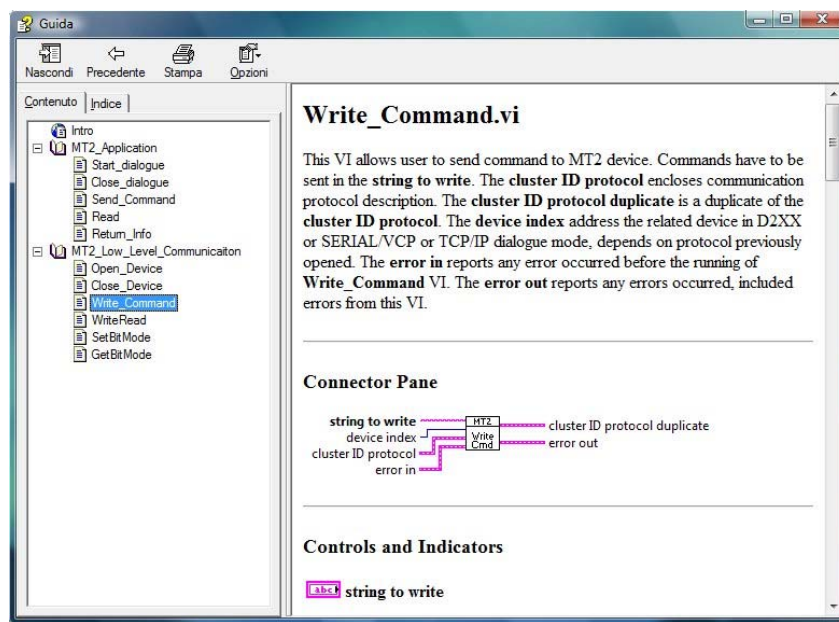 Guida
Nascondi Precedente Stampa Opzioni
Contenuto Indice
Intro
MT2_Application
Start_dialogue
Close_dialogue
Send_Command
Read
Return_Info
MT2_Low_Level_Communicaiton
Open_Device
Close_Device
Write_Command
WriteRead
SetBitMode
GetBitMode
Write_Command.vi
This VI allows user to send command to MT2 device. Commands have to be
sent in the string to write. The cluster ID protocol encloses communication
protocol description. The cluster ID protocol duplicate is a duplicate of the
cluster ID protocol. The device index address the related device in D2XX
or SERIAL/VCP or TCP/IP dialogue mode, depends on protocol previously
opened. The error in reports any error occurred before the running of
Write_Command VI. The error out reports any errors occurred, included
errors from this VI.
Connector Pane
string to write
device index
cluster ID protocol
error in
MT2
Write
Cmd
cluster ID protocol duplicate
error out
Controls and Indicators
abc string to write